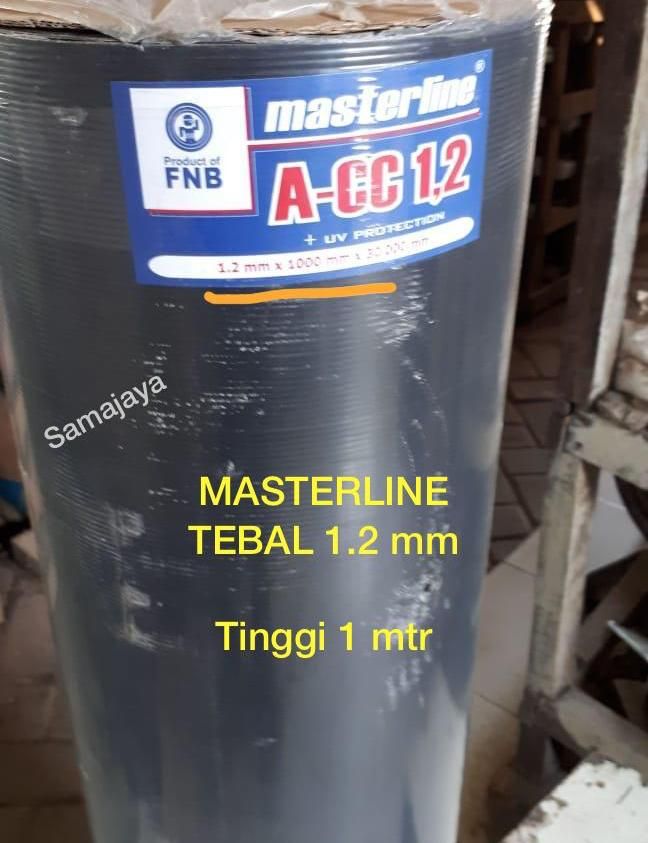 masterline®
Product of
FNB
A-CC 1,2
+ UV PROTECTION
1.2 mm x 1000 mm x 30.000 mm
Samajaya
MASTERLINE
TEBAL 1.2 mm
Tinggi 1 mtr